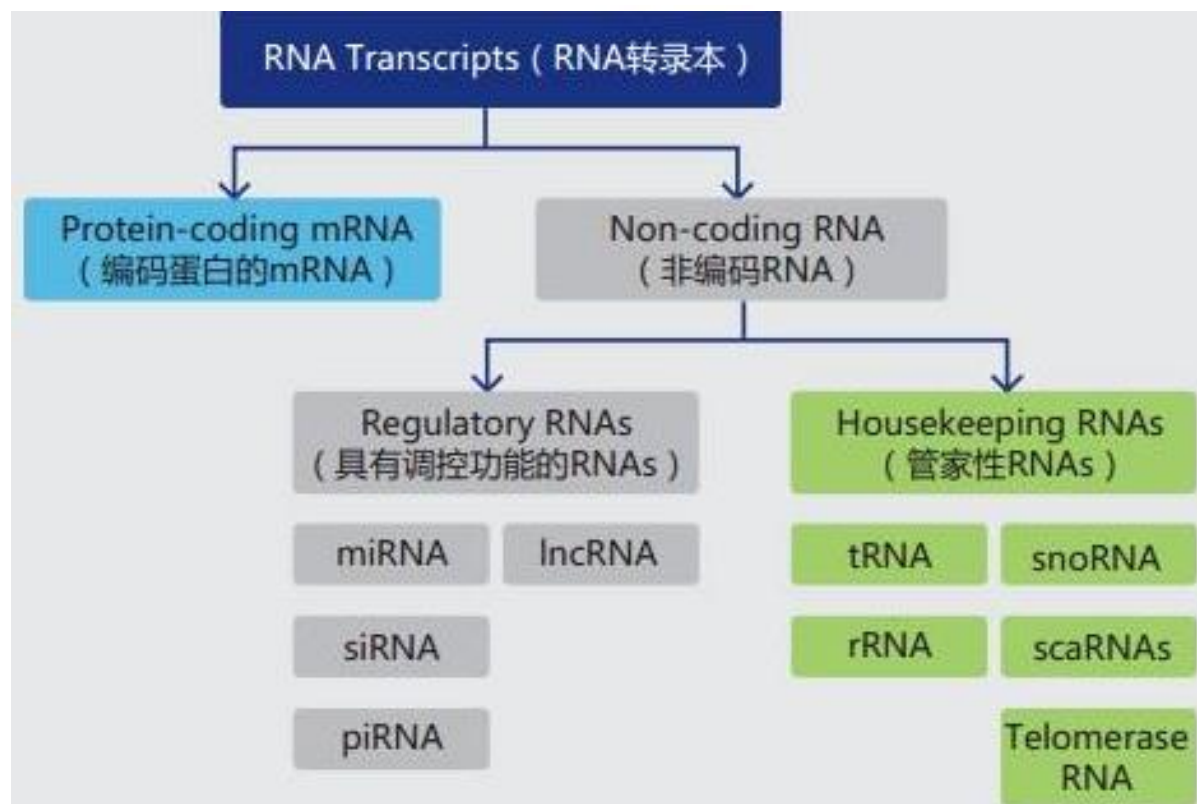 RNA Transcripts（RNA转录本）
Protein-coding mRNA
（编码蛋白的mRNA）
Non-coding RNA
（非编码RNA）
Regulatory RNAs
（具有调控功能的RNAs）
Housekeeping RNAs
（管家性RNAs）
miRNA
lncRNA
siRNA
piRNA
tRNA
snoRNA
rRNA
scaRNAs
Telomerase
RNA